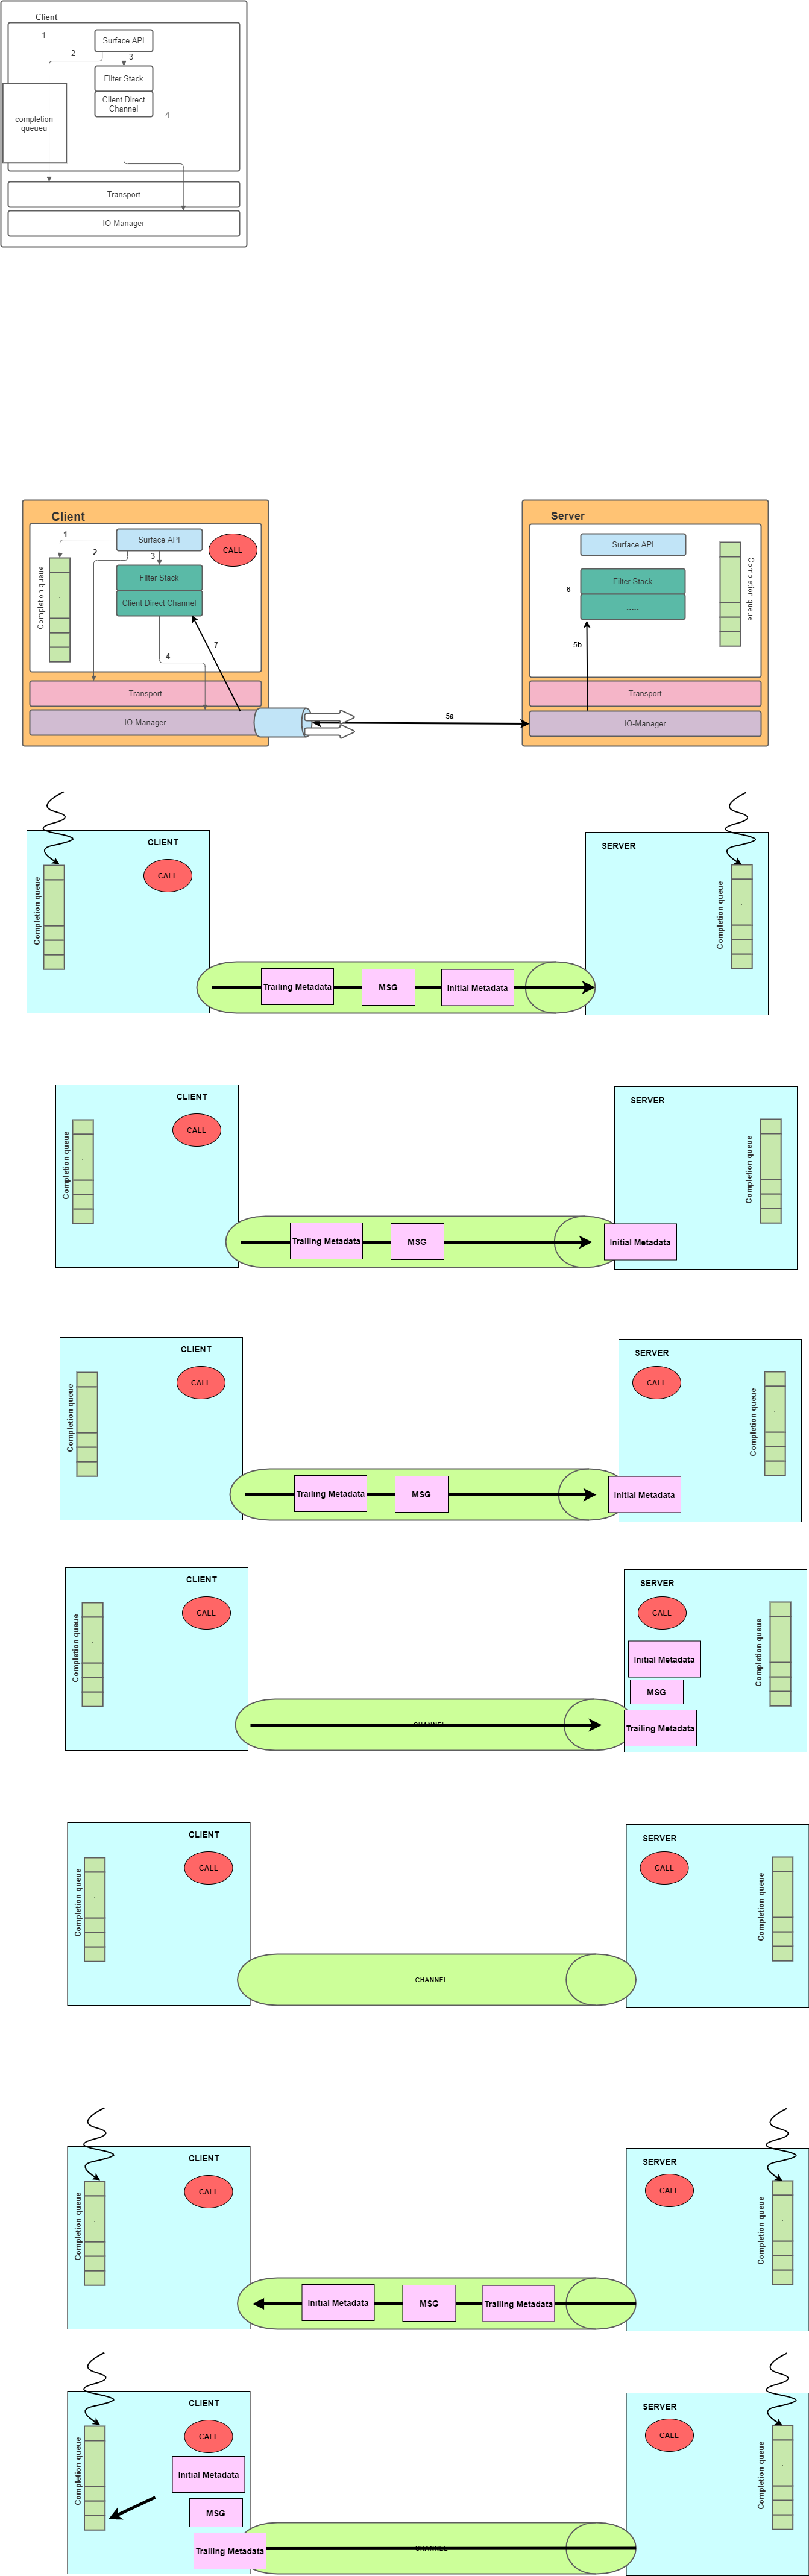 Client
1
Surface API
2
3
Filter Stack
Client Direct
Channel
4
completion
queueu
Transport
IO-Manager
Client
1
Surface API
2
3
CALL
Completion queue
Filter Stack
Client Direct Channel
7
4
Transport
IO-Manager
5a
Server
Surface API
Completion queue
Filter Stack
6
.....
5b
Transport
IO-Manager
CLIENT
CALL
Completion queue
SERVER
Completion queue
Trailing Metadata
MSG
Initial Metadata
CLIENT
CALL
Completion queue
SERVER
Completion queue
Trailing Metadata
MSG
Initial Metadata
CLIENT
CALL
Completion queue
SERVER
CALL
Completion queue
Trailing Metadata
MSG
Initial Metadata
CLIENT
CALL
Completion queue
SERVER
CALL
Completion queue
Initial Metadata
MSG
Trailing Metadata
CHANNEL
CLIENT
CALL
Completion queue
SERVER
CALL
Completion queue
CHANNEL
CLIENT
CALL
Completion queue
SERVER
CALL
Completion queue
Initial Metadata
MSG
Trailing Metadata
CLIENT
CALL
Completion queue
Initial Metadata
MSG
Trailing Metadata
CHANNEL
SERVER
CALL
Completion queue